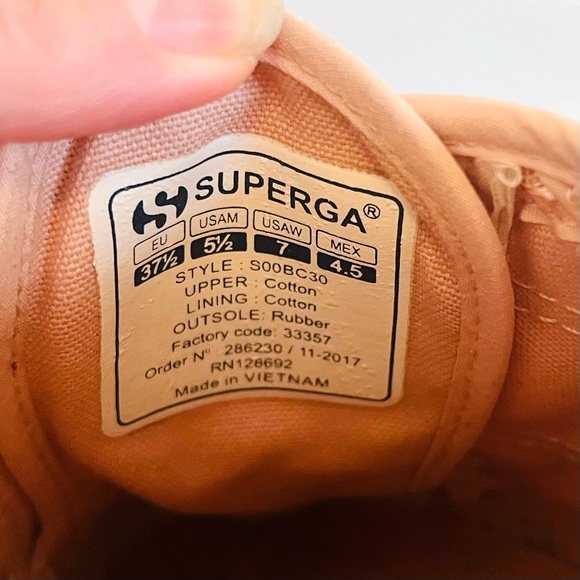 SUPERGA®
EU USAM USAW MEX
37½ 5½ 7 4.5
STYLE : S00BC30
UPPER : Cotton
LINING : Cotton
OUTSOLE: Rubber
Factory code: 33357
Order Nº 286230 / 11-2017
RN128692
Made in VIETNAM